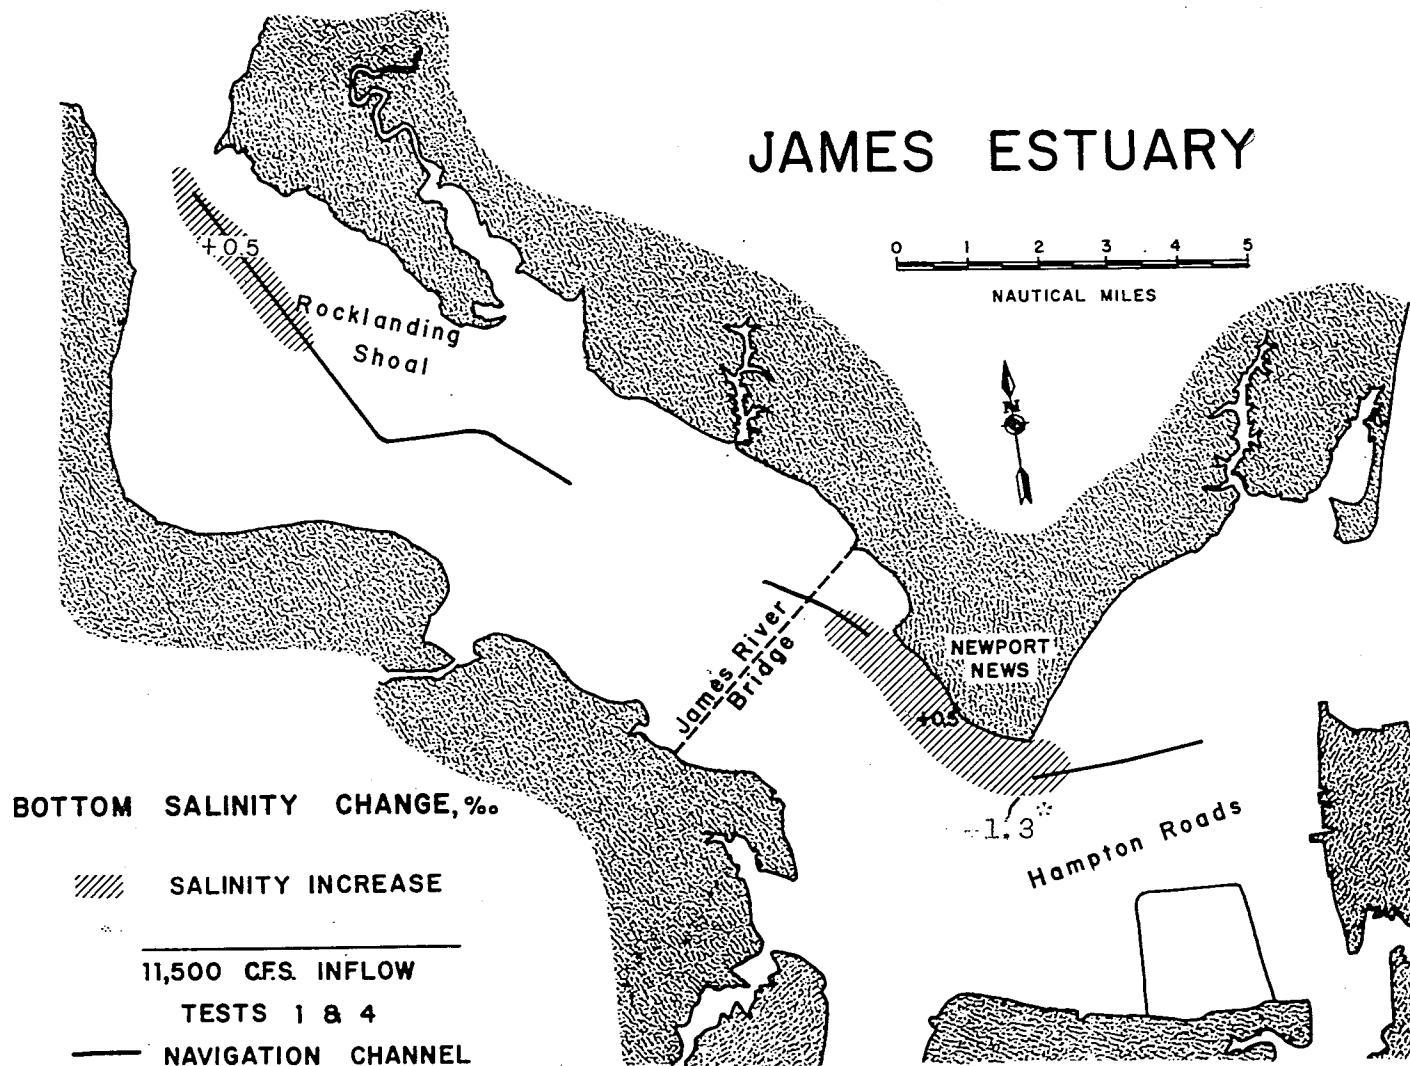 JAMES ESTUARY
0 1 2 3 4 5
NAUTICAL MILES
N
+0.5
Rocklanding
Shoal
James River
Bridge
NEWPORT
NEWS
+0.5
-1.3*
Hampton Roads
BOTTOM SALINITY CHANGE, ‰
SALINITY INCREASE
11,500 C.F.S. INFLOW
TESTS 1 & 4
NAVIGATION CHANNEL